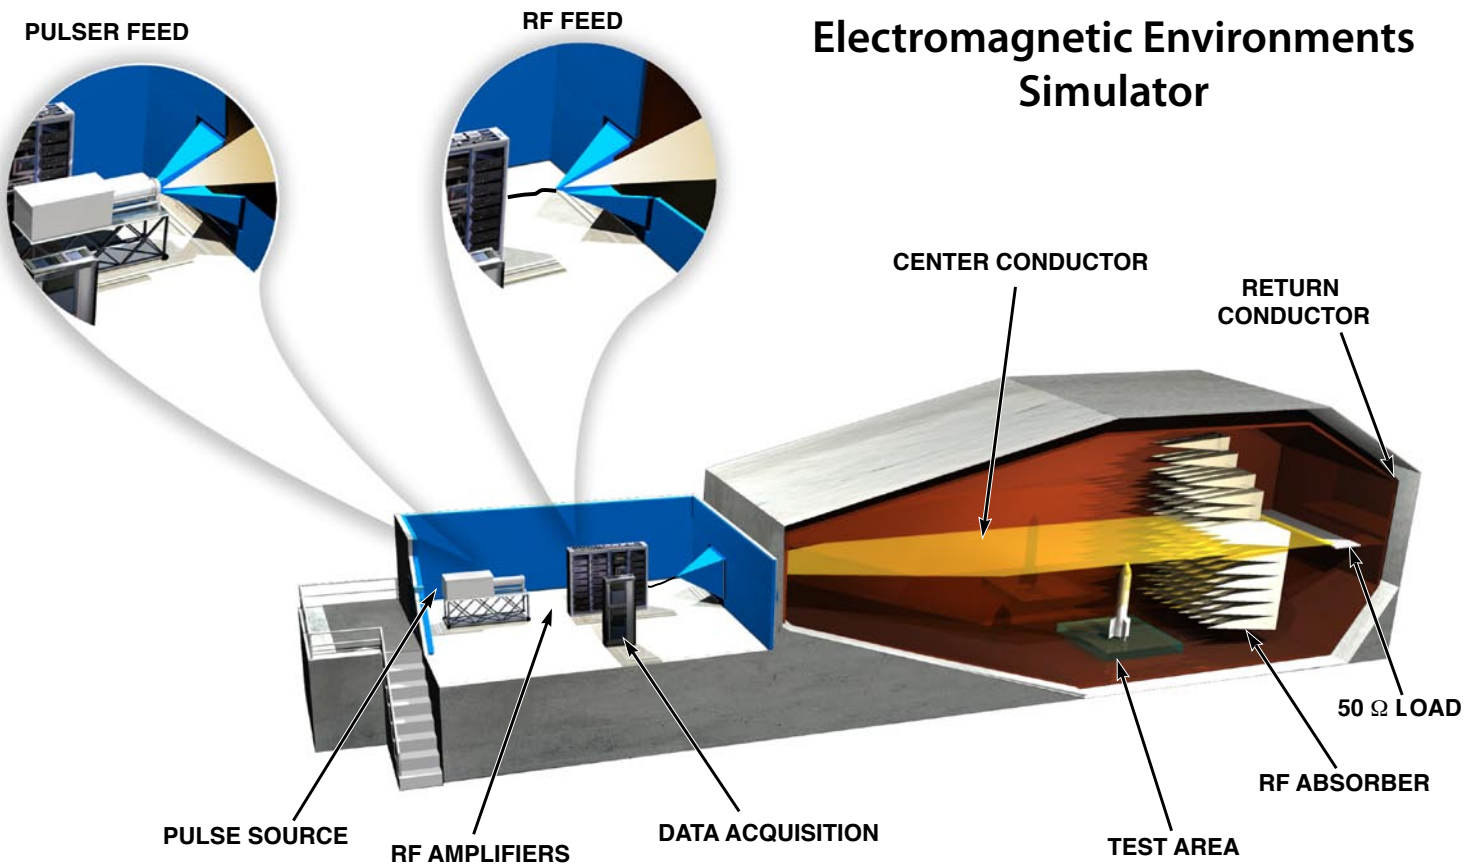 PULSER FEED
RF FEED
Electromagnetic Environments
Simulator
CENTER CONDUCTOR
RETURN
CONDUCTOR
50 Ω LOAD
RF ABSORBER
PULSE SOURCE
RF AMPLIFIERS
DATA ACQUISITION
TEST AREA